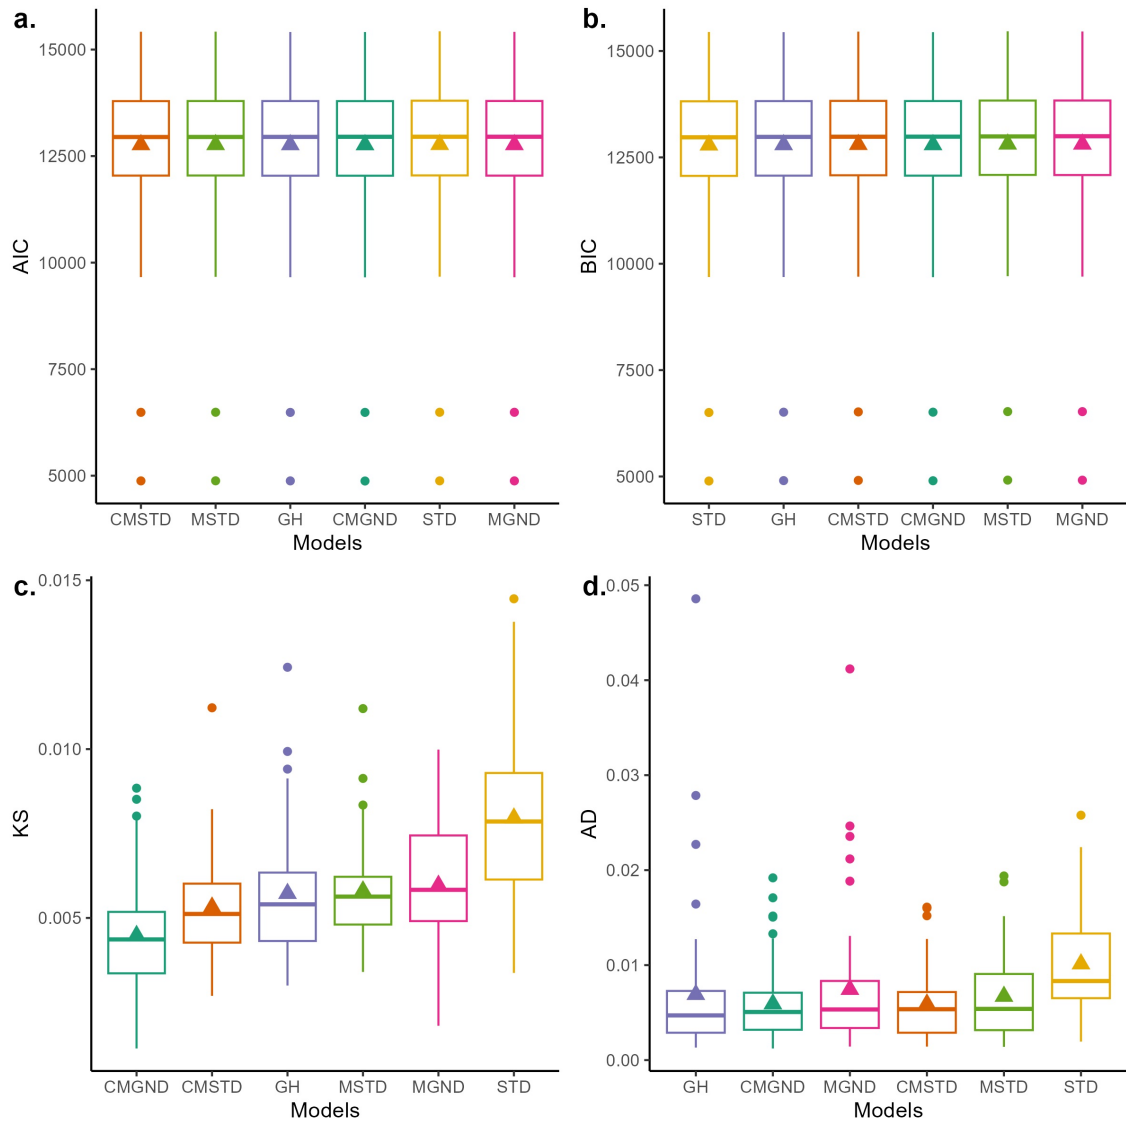 a.
15000
12500
10000
7500
5000
AIC
CMSTD MSTD GH CMGND STD MGND
Models
b.
15000
12500
10000
7500
5000
BIC
STD GH CMSTD CMGND MSTD MGND
Models
c.
0.015
0.010
0.005
KS
CMGND CMSTD GH MSTD MGND STD
Models
d.
0.05
0.04
0.03
0.02
0.01
0.00
AD
GH CMGND MGND CMSTD MSTD STD
Models